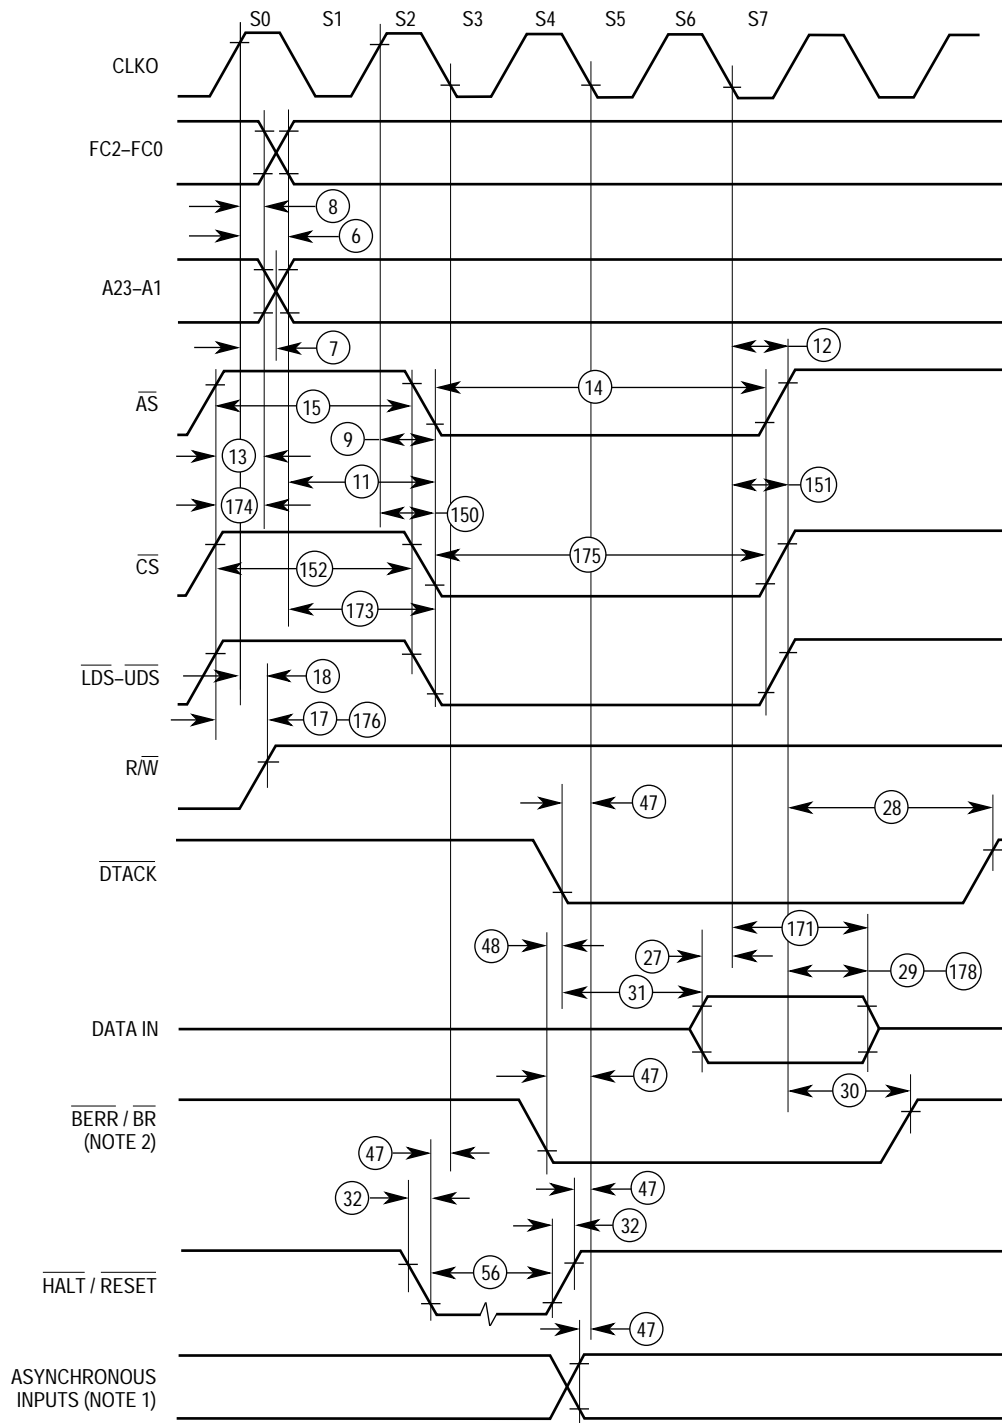 S0 S1 S2 S3 S4 S5 S6 S7
CLKO
FC2–FC0
8
6
A23–A1
7
12
AS
14
15
9
13
11
151
174
150
CS
175
152
173
LDS–UDS
18
17 176
R/W
47
28
DTACK
171
48
27
29 178
31
DATA IN
47
30
BERR / BR
(NOTE 2)
47
47
32
32
HALT / RESET
56
47
ASYNCHRONOUS
INPUTS (NOTE 1)